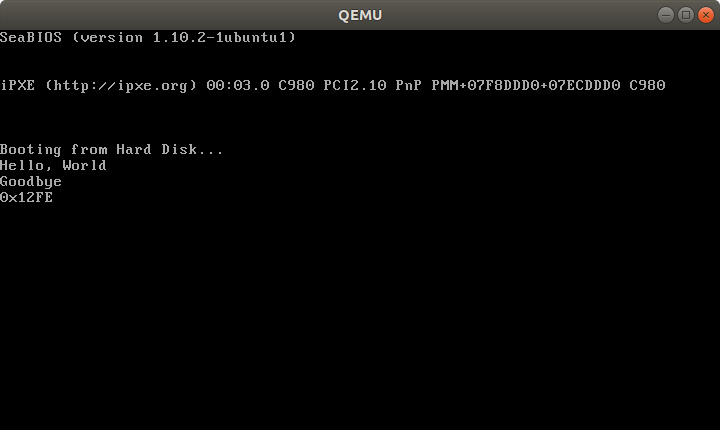 QEMU
SeaBIOS (version 1.10.2-1ubuntu1)
iPXE (http://ipxe.org) 00:03.0 C980 PCI2.10 PnP PMM+07F8DDD0+07ECDDD0 C980
Booting from Hard Disk...
Hello, World
Goodbye
0x12FE